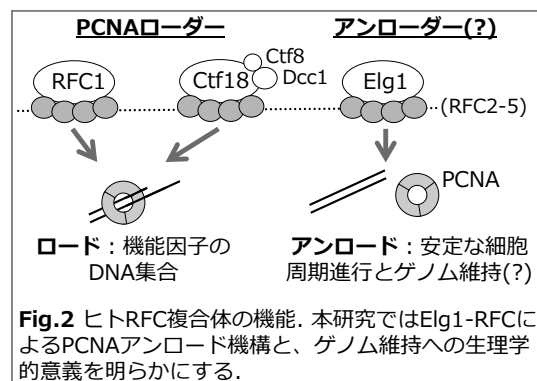 PCNAローダー
アンローダー(?)
Ctf8
Dcc1
RFC1
Ctf18
Elg1
(RFC2-5)
PCNA
ロード：機能因子の
DNA集合
アンロード：安定な細胞
周期進行とゲノム維持(?)
Fig.2 ヒトRFC複合体の機能. 本研究ではElg1-RFCに
よるPCNAアンロード機構と、ゲノム維持への生理学
的意義を明らかにする.